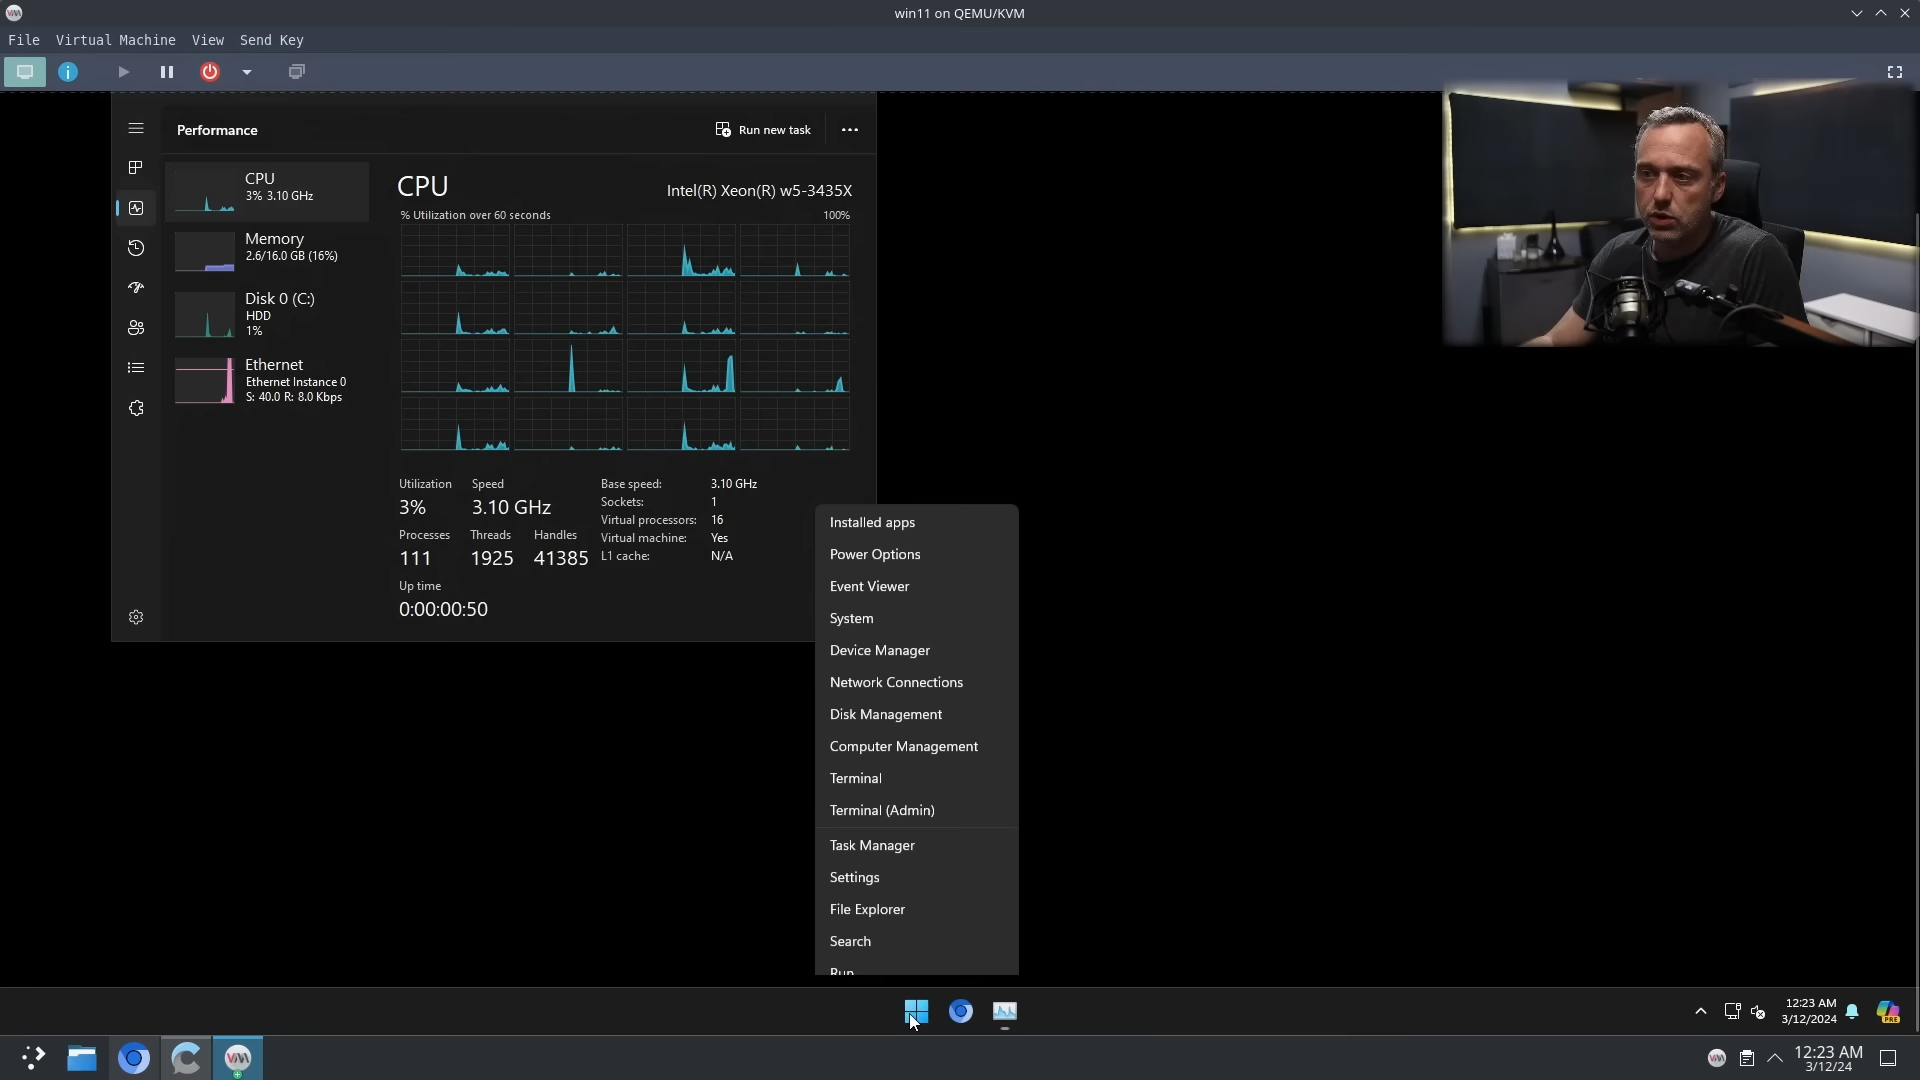 win11 on QEMU/KVM
File Virtual Machine View Send Key
Performance
Run new task
CPU
3% 3.10 GHz
Memory
2.6/16.0 GB (16%)
Disk 0 (C:)
HDD
1%
Ethernet
Ethernet Instance 0
S: 40.0 R: 8.0 Kbps
CPU
Intel(R) Xeon(R) w5-3435X
% Utilization over 60 seconds
100%
Utilization Speed
3% 3.10 GHz
Processes Threads Handles
111 1925 41385
Up time
0:00:00:50
Base speed: 3.10 GHz
Sockets: 1
Virtual processors: 16
Virtual machine: Yes
L1 cache: N/A
Installed apps
Power Options
Event Viewer
System
Device Manager
Network Connections
Disk Management
Computer Management
Terminal
Terminal (Admin)
Task Manager
Settings
File Explorer
Search
Run
12:23 AM
3/12/2024
PRE
12:23 AM
3/12/24